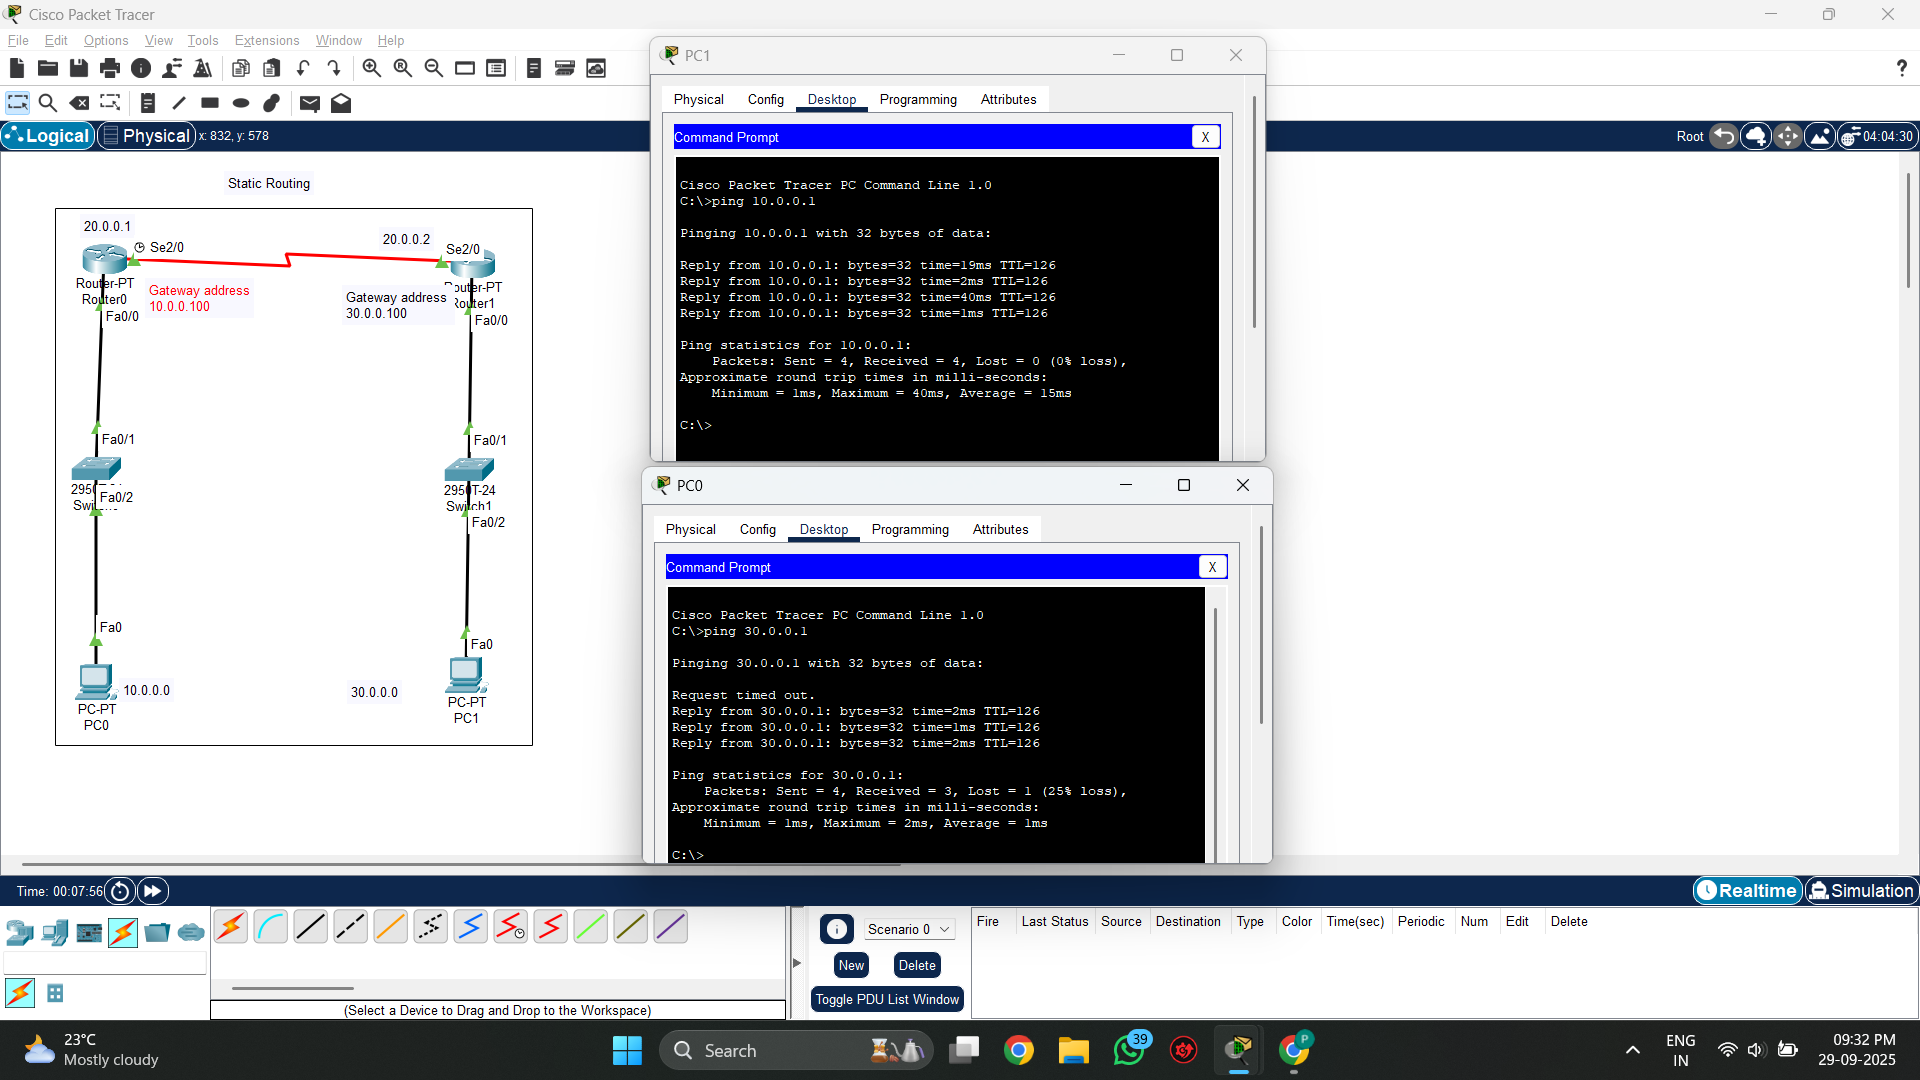 Cisco Packet Tracer
File Edit Options View Tools Extensions Window Help
Logical Physical x: 832, y: 578
Root 04:04:30
Static Routing
20.0.0.1
Se2/0
20.0.0.2
Se2/0
Router-PT
Router0
Gateway address
10.0.0.100
Fa0/0
Gateway address
30.0.0.100
Router-PT
Router1
Fa0/0
Fa0/1
Fa0/1
Fa0/2
2950T-24
Switch1
Fa0/2
Fa0
Fa0
10.0.0.0
PC-PT
PC0
30.0.0.0
PC-PT
PC1
PC1
Physical Config Desktop Programming Attributes
Command Prompt X
Cisco Packet Tracer PC Command Line 1.0
C:\>ping 10.0.0.1
Pinging 10.0.0.1 with 32 bytes of data:
Reply from 10.0.0.1: bytes=32 time=19ms TTL=126
Reply from 10.0.0.1: bytes=32 time=2ms TTL=126
Reply from 10.0.0.1: bytes=32 time=40ms TTL=126
Reply from 10.0.0.1: bytes=32 time=1ms TTL=126
Ping statistics for 10.0.0.1:
Packets: Sent = 4, Received = 4, Lost = 0 (0% loss),
Approximate round trip times in milli-seconds:
Minimum = 1ms, Maximum = 40ms, Average = 15ms
C:\>
PC0
Physical Config Desktop Programming Attributes
Command Prompt X
Cisco Packet Tracer PC Command Line 1.0
C:\>ping 30.0.0.1
Pinging 30.0.0.1 with 32 bytes of data:
Request timed out.
Reply from 30.0.0.1: bytes=32 time=2ms TTL=126
Reply from 30.0.0.1: bytes=32 time=1ms TTL=126
Reply from 30.0.0.1: bytes=32 time=2ms TTL=126
Ping statistics for 30.0.0.1:
Packets: Sent = 4, Received = 3, Lost = 1 (25% loss),
Approximate round trip times in milli-seconds:
Minimum = 1ms, Maximum = 2ms, Average = 1ms
C:\>
Time: 00:07:56
Realtime Simulation
Scenario 0
New Delete
Toggle PDU List Window
Fire Last Status Source Destination Type Color Time(sec) Periodic Num Edit Delete
(Select a Device to Drag and Drop to the Workspace)
23°C
Mostly cloudy
Search
39
P
ENG
IN
09:32 PM
29-09-2025